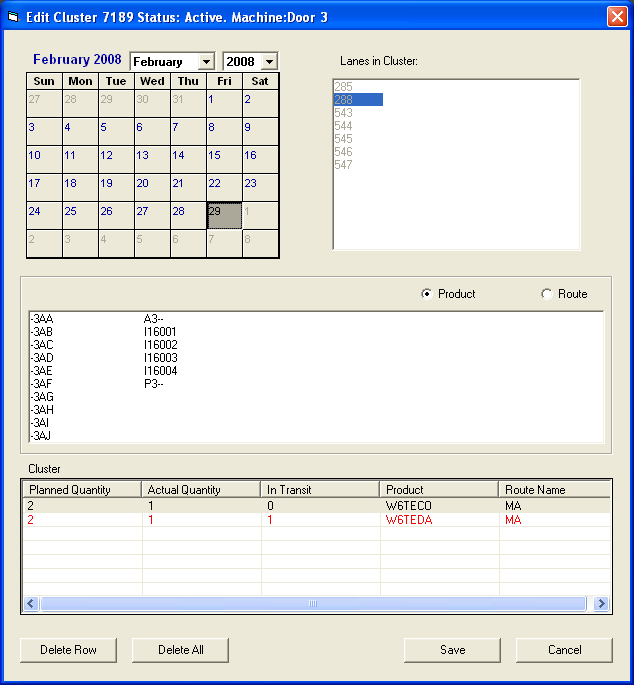 Edit Cluster 7189 Status: Active. Machine:Door 3
February 2008 February 2008
Sun Mon Tue Wed Thu Fri Sat
27 28 29 30 31 1 2
3 4 5 6 7 8 9
10 11 12 13 14 15 16
17 18 19 20 21 22 23
24 25 26 27 28 29 1
2 3 4 5 6 7 8
Lanes in Cluster:
285
288
543
544
545
546
547
Product Route
-3AA A3--
-3AB I16001
-3AC I16002
-3AD I16003
-3AE I16004
-3AF P3--
-3AG
-3AH
-3AI
-3AJ
Cluster
Planned Quantity Actual Quantity In Transit Product Route Name
2 1 0 W6TECO MA
2 1 1 W6TEDA MA
Delete Row Delete All Save Cancel